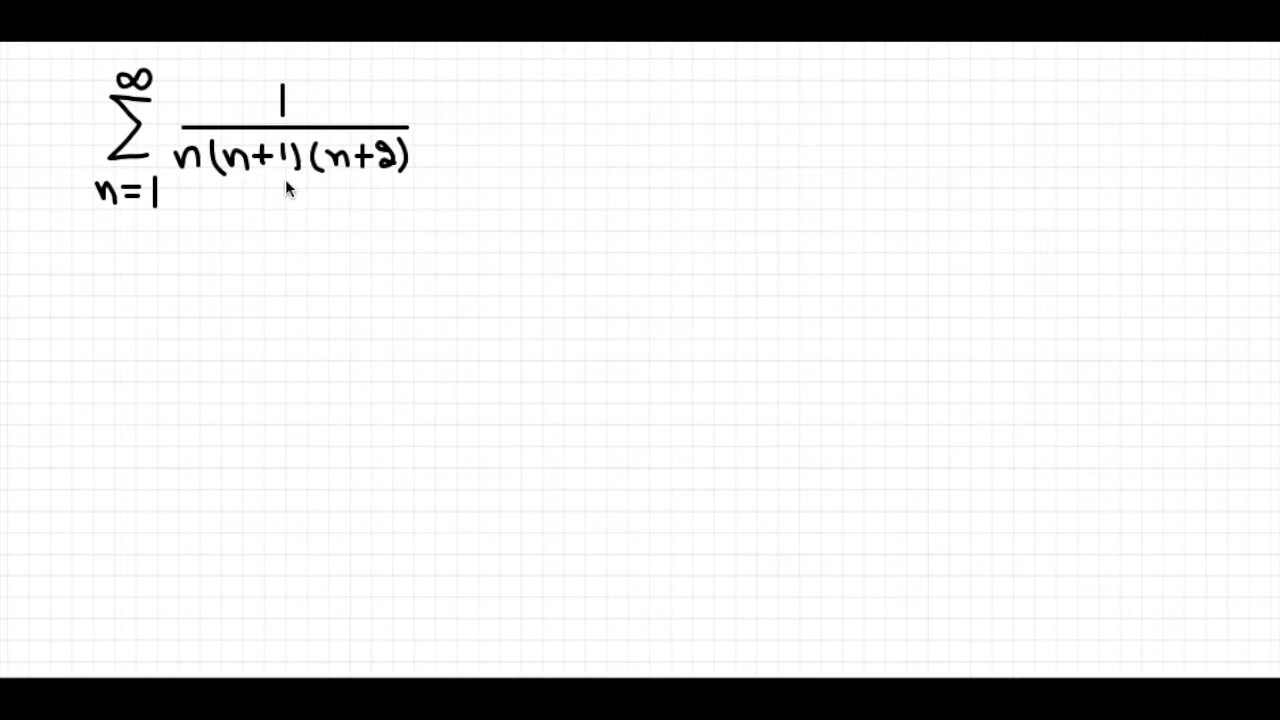 ∞
∑ 1/(n(n+1)(n+2))
n=1